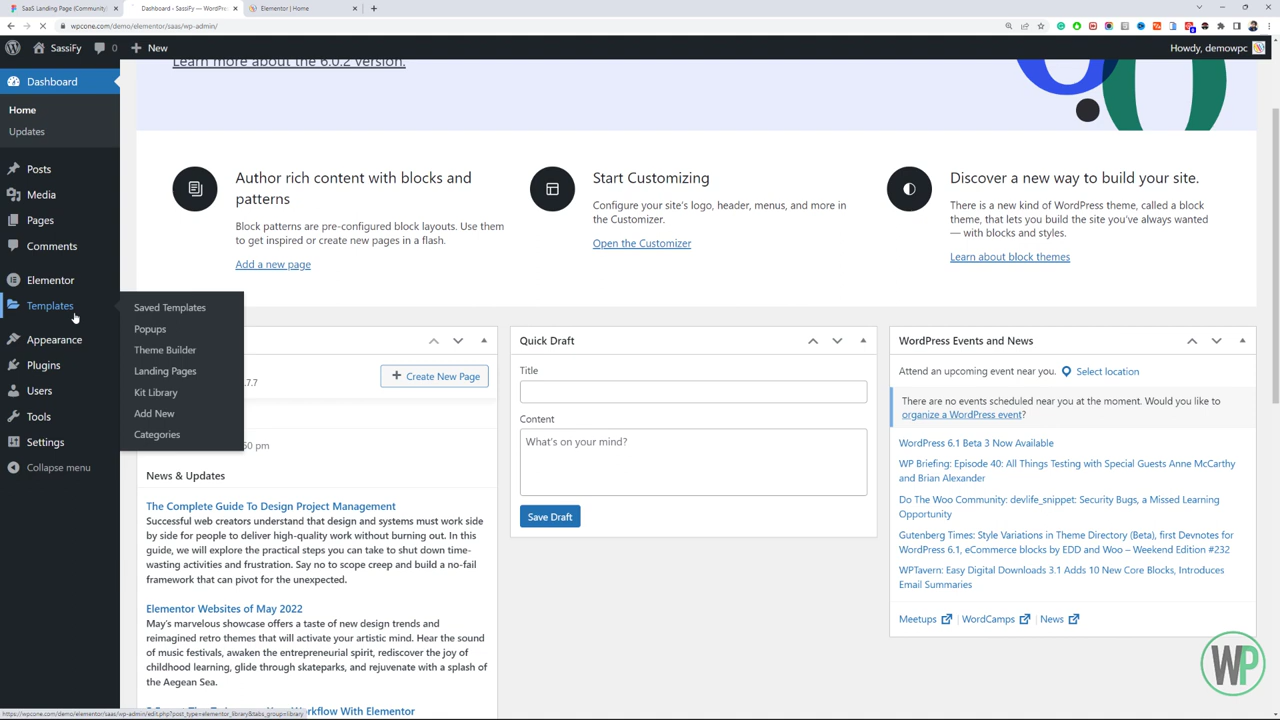 SaaS Landing Page (Community)
Dashboard ‹ SassiFy — WordPre
Elementor | Home
wpcone.com/demo/elementor/saas/wp-admin/
SassiFy
0
New
Howdy, demowpc
Dashboard
Home
Updates
Posts
Media
Pages
Comments
Elementor
Templates
Appearance
Plugins
Users
Tools
Settings
Collapse menu
Saved Templates
Popups
Theme Builder
Landing Pages
Kit Library
Add New
Categories
Learn more about the 6.0.2 version.
Author rich content with blocks and
patterns
Block patterns are pre-configured block layouts. Use them
to get inspired or create new pages in a flash.
Add a new page
Start Customizing
Configure your site's logo, header, menus, and more in
the Customizer.
Open the Customizer
Discover a new way to build your site.
There is a new kind of WordPress theme, called a block
theme, that lets you build the site you've always wanted
— with blocks and styles.
Learn about block themes
.7.7
Create New Page
50 pm
News & Updates
The Complete Guide To Design Project Management
Successful web creators understand that design and systems must work side
by side for people to deliver high-quality work without burning out. In this
guide, we will explore the practical steps you can take to shut down time-
wasting activities and frustration. Say no to scope creep and build a no-fail
framework that can pivot for the unexpected.
Elementor Websites of May 2022
May's marvelous showcase offers a taste of new design trends and
reimagined retro themes that will activate your artistic mind. Hear the sound
of music festivals, awaken the entrepreneurial spirit, rediscover the joy of
childhood learning, glide through skateparks, and rejuvenate with a splash of
the Aegean Sea.
Workflow With Elementor
Quick Draft
Title
Content
What's on your mind?
Save Draft
WordPress Events and News
Attend an upcoming event near you.
Select location
There are no events scheduled near you at the moment. Would you like to
organize a WordPress event?
WordPress 6.1 Beta 3 Now Available
WP Briefing: Episode 40: All Things Testing with Special Guests Anne McCarthy
and Brian Alexander
Do The Woo Community: devlife_snippet: Security Bugs, a Missed Learning
Opportunity
Gutenberg Times: Style Variations in Theme Directory (Beta), first Devnotes for
WordPress 6.1, eCommerce blocks by EDD and Woo – Weekend Edition #232
WPTavern: Easy Digital Downloads 3.1 Adds 10 New Core Blocks, Introduces
Email Summaries
Meetups
WordCamps
News
WP
https://wpcone.com/demo/elementor/saas/wp-admin/edit.php?post_type=elementor_library&tabs_group=library